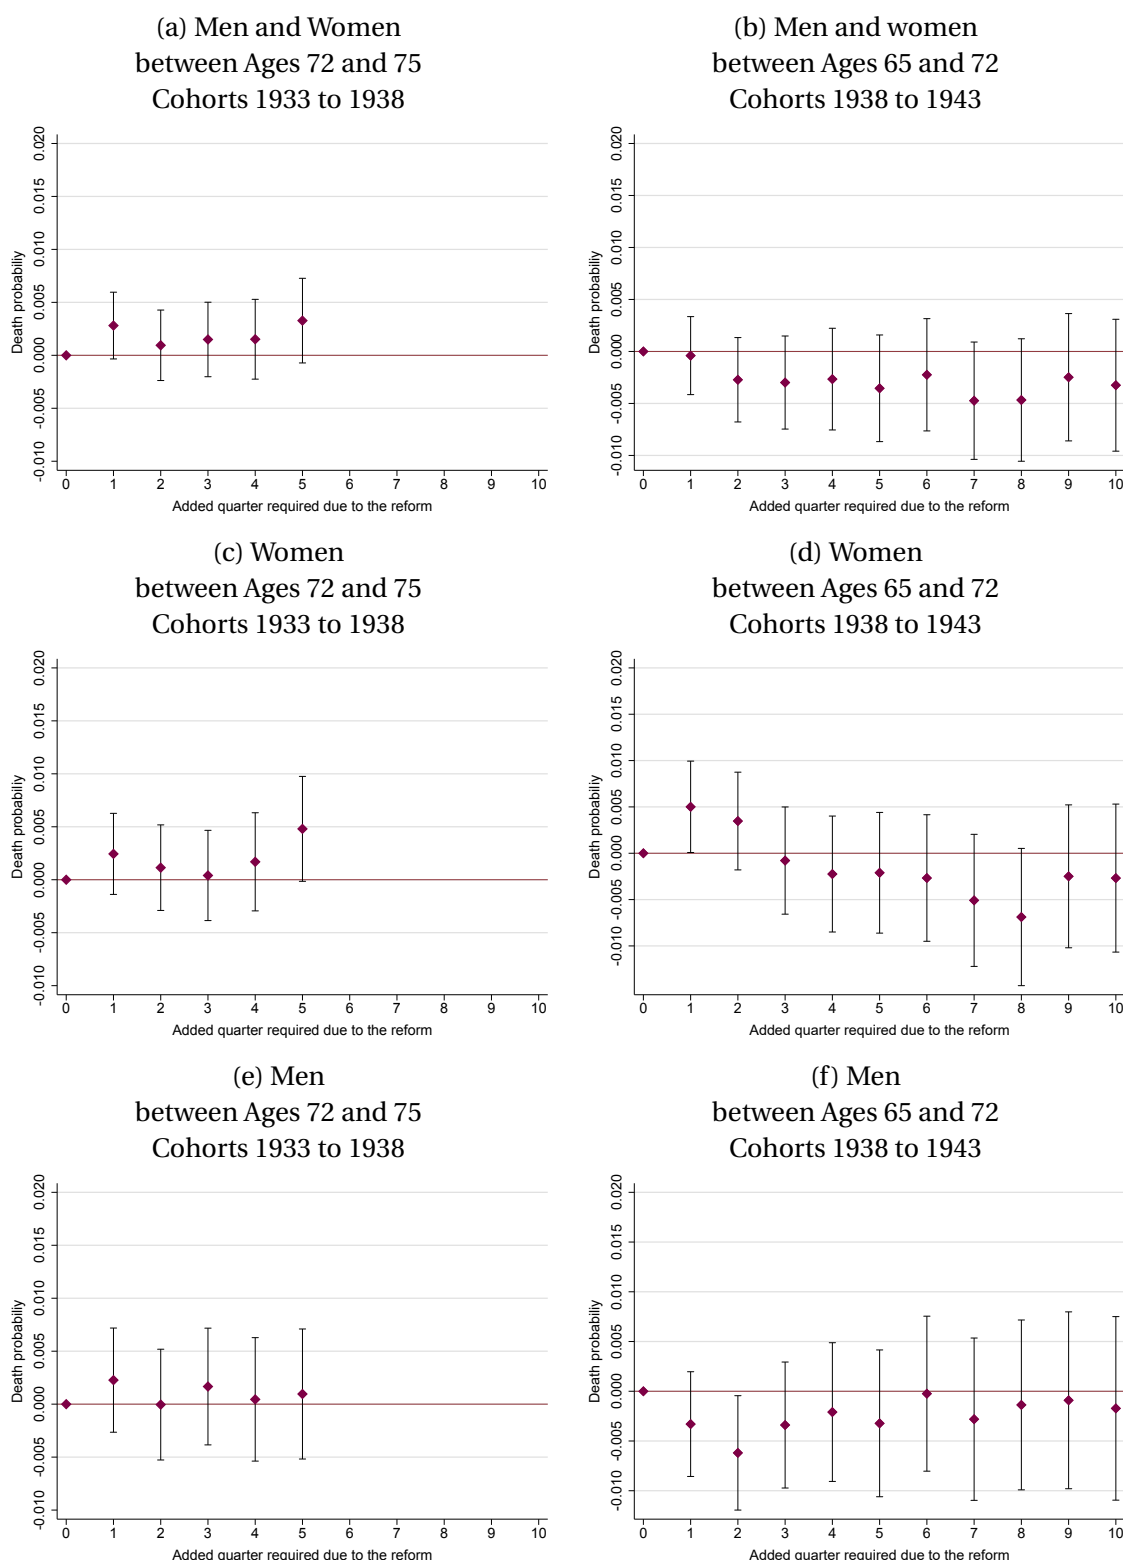 (a) Men and Women
between Ages 72 and 75
Cohorts 1933 to 1938
Death probabiliy
0.020
0.015
0.010
0.005
0.000
-0.005
-0.010
0 1 2 3 4 5 6 7 8 9 10
Added quarter required due to the reform
(b) Men and women
between Ages 65 and 72
Cohorts 1938 to 1943
Death probabiliy
0.020
0.015
0.010
0.005
0.000
-0.005
-0.010
0 1 2 3 4 5 6 7 8 9 10
Added quarter required due to the reform
(c) Women
between Ages 72 and 75
Cohorts 1933 to 1938
Death probabiliy
0.020
0.015
0.010
0.005
0.000
-0.005
-0.010
0 1 2 3 4 5 6 7 8 9 10
Added quarter required due to the reform
(d) Women
between Ages 65 and 72
Cohorts 1938 to 1943
Death probabiliy
0.020
0.015
0.010
0.005
0.000
-0.005
-0.010
0 1 2 3 4 5 6 7 8 9 10
Added quarter required due to the reform
(e) Men
between Ages 72 and 75
Cohorts 1933 to 1938
Death probabiliy
0.020
0.015
0.010
0.005
0.000
-0.005
-0.010
0 1 2 3 4 5 6 7 8 9 10
Added quarter required due to the reform
(f) Men
between Ages 65 and 72
Cohorts 1938 to 1943
Death probabiliy
0.020
0.015
0.010
0.005
0.000
-0.005
-0.010
0 1 2 3 4 5 6 7 8 9 10
Added quarter required due to the reform